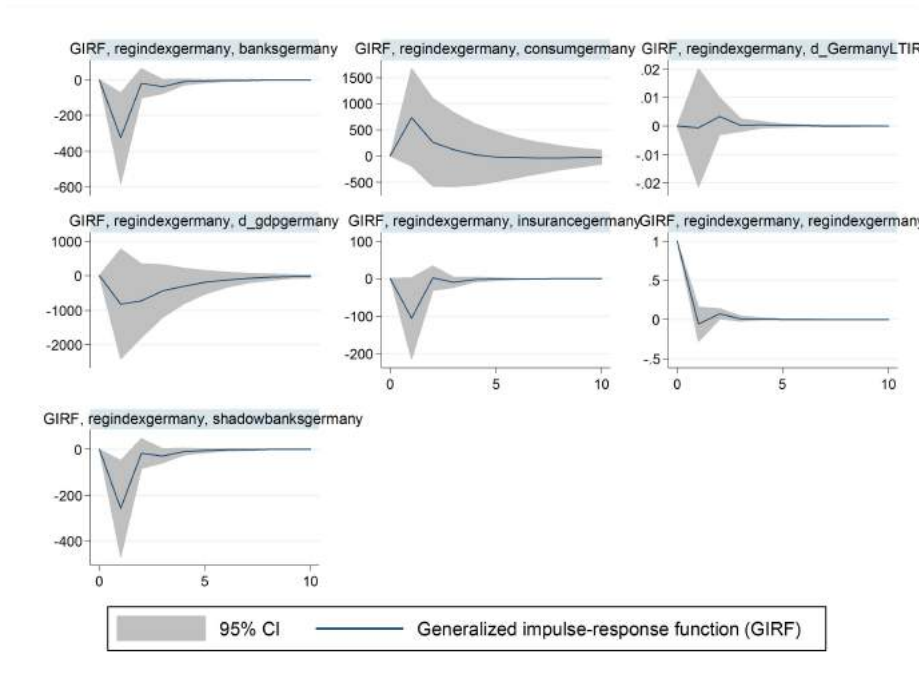 GIRF, regindexgermany, banksgermany
0
-200
-400
-600
GIRF, regindexgermany, consumgermany
1500
1000
500
0
-500
GIRF, regindexgermany, d_GermanyLTIR
.02
.01
0
-.01
-.02
GIRF, regindexgermany, d_gdpgermany
1000
0
-1000
-2000
GIRF, regindexgermany, insurancegermany
100
0
-100
-200
0 5 10
GIRF, regindexgermany, regindexgermany
1
.5
0
-.5
0 5 10
GIRF, regindexgermany, shadowbanksgermany
0
-200
-400
0 5 10
95% CI
Generalized impulse-response function (GIRF)